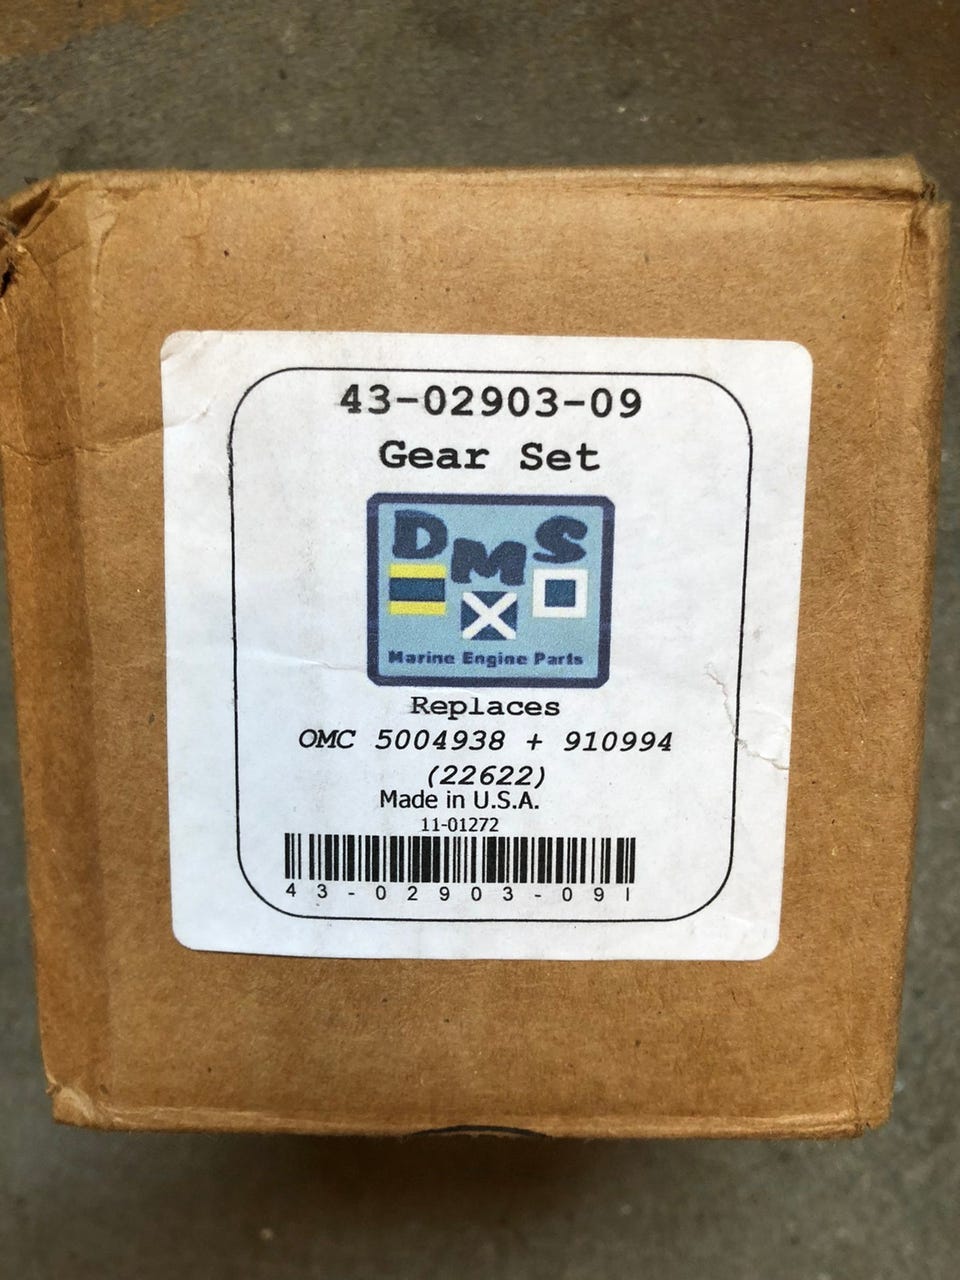 43-02903-09
Gear Set
DMS
Marine Engine Parts
Replaces
OMC 5004938 + 910994
(22622)
Made in U.S.A.
11-01272
43-02903-09I